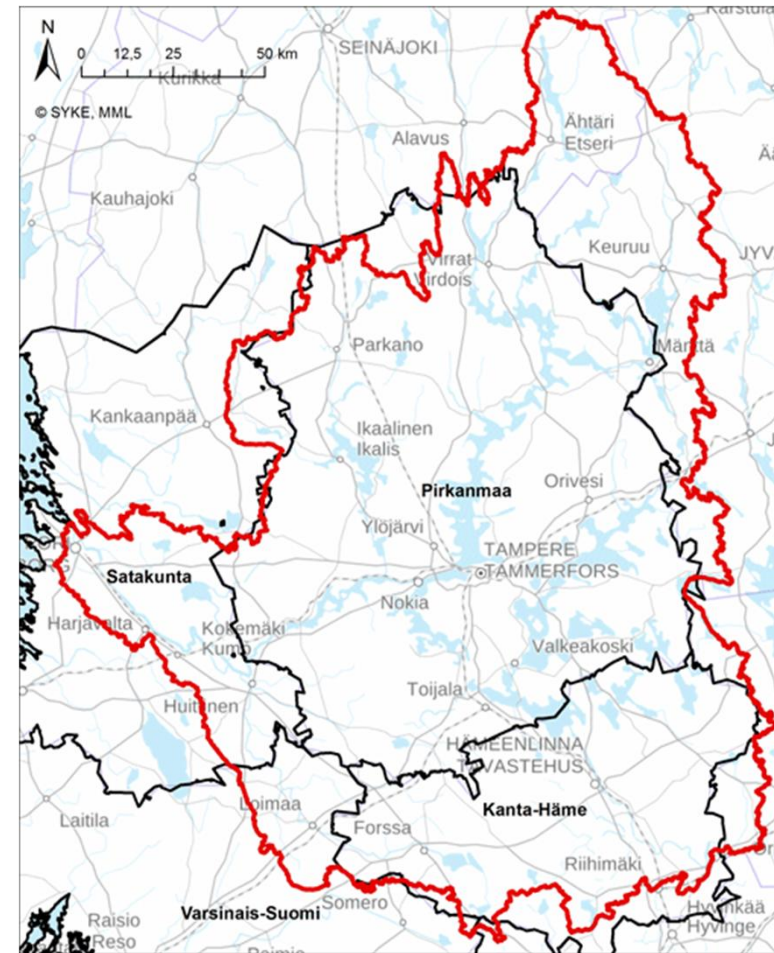 Karstula
N
SEINÄJOKI
0 12,5 25 50 km
Kurikka
© SYKE, MML
Ähtäri
Etseri
Alavus
Kauhajoki
Keuruu
Virrat
Virdois
Parkano
Mänttä
Kankaanpää
Ikaalinen
Ikalis
Pirkanmaa
Orivesi
Ylöjärvi
TAMPERE
TAMMERFORS
Satakunta
Nokia
Harjavalta
Kokemäki
Kumo
Valkeakoski
Toijala
Huittinen
HÄMEENLINNA
TAVASTEHUS
Loimaa
Kanta-Häme
Laitila
Forssa
Riihimäki
Somero
Varsinais-Suomi
Hyvinkää
Hyvinge
Raisio
Reso